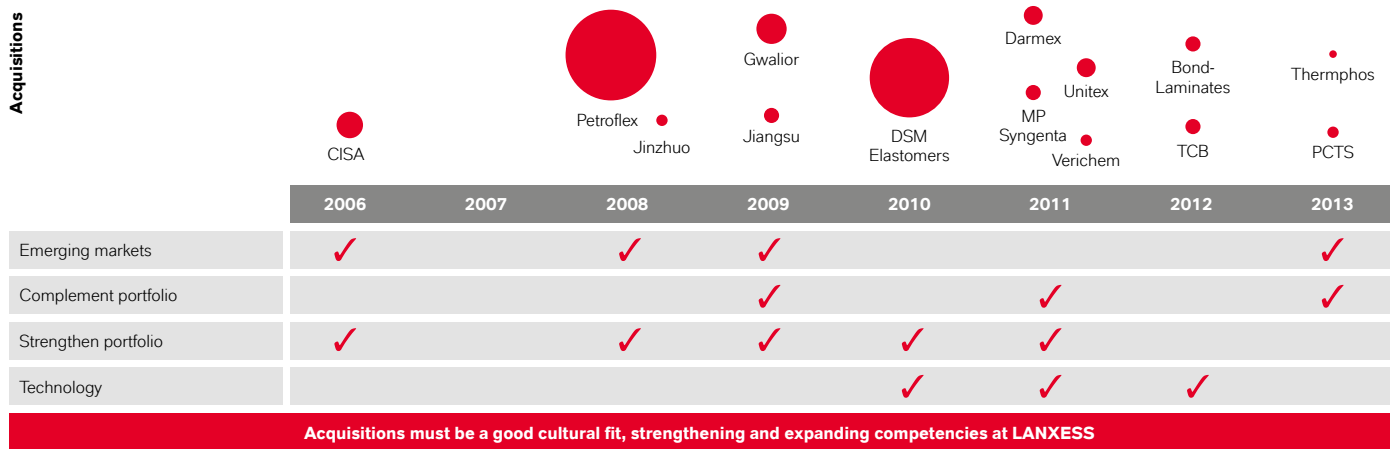 Acquisitions
CISA
Petroflex
Jinzhuo
Gwalior
Jiangsu
DSM
Elastomers
Darmex
Unitex
MP
Syngenta
Verichem
Bond-
Laminates
TCB
Thermphos
PCTS
2006 2007 2008 2009 2010 2011 2012 2013
Emerging markets ✓ ✓ ✓ ✓
Complement portfolio ✓ ✓ ✓
Strengthen portfolio ✓ ✓ ✓ ✓ ✓
Technology ✓ ✓ ✓
Acquisitions must be a good cultural fit, strengthening and expanding competencies at LANXESS